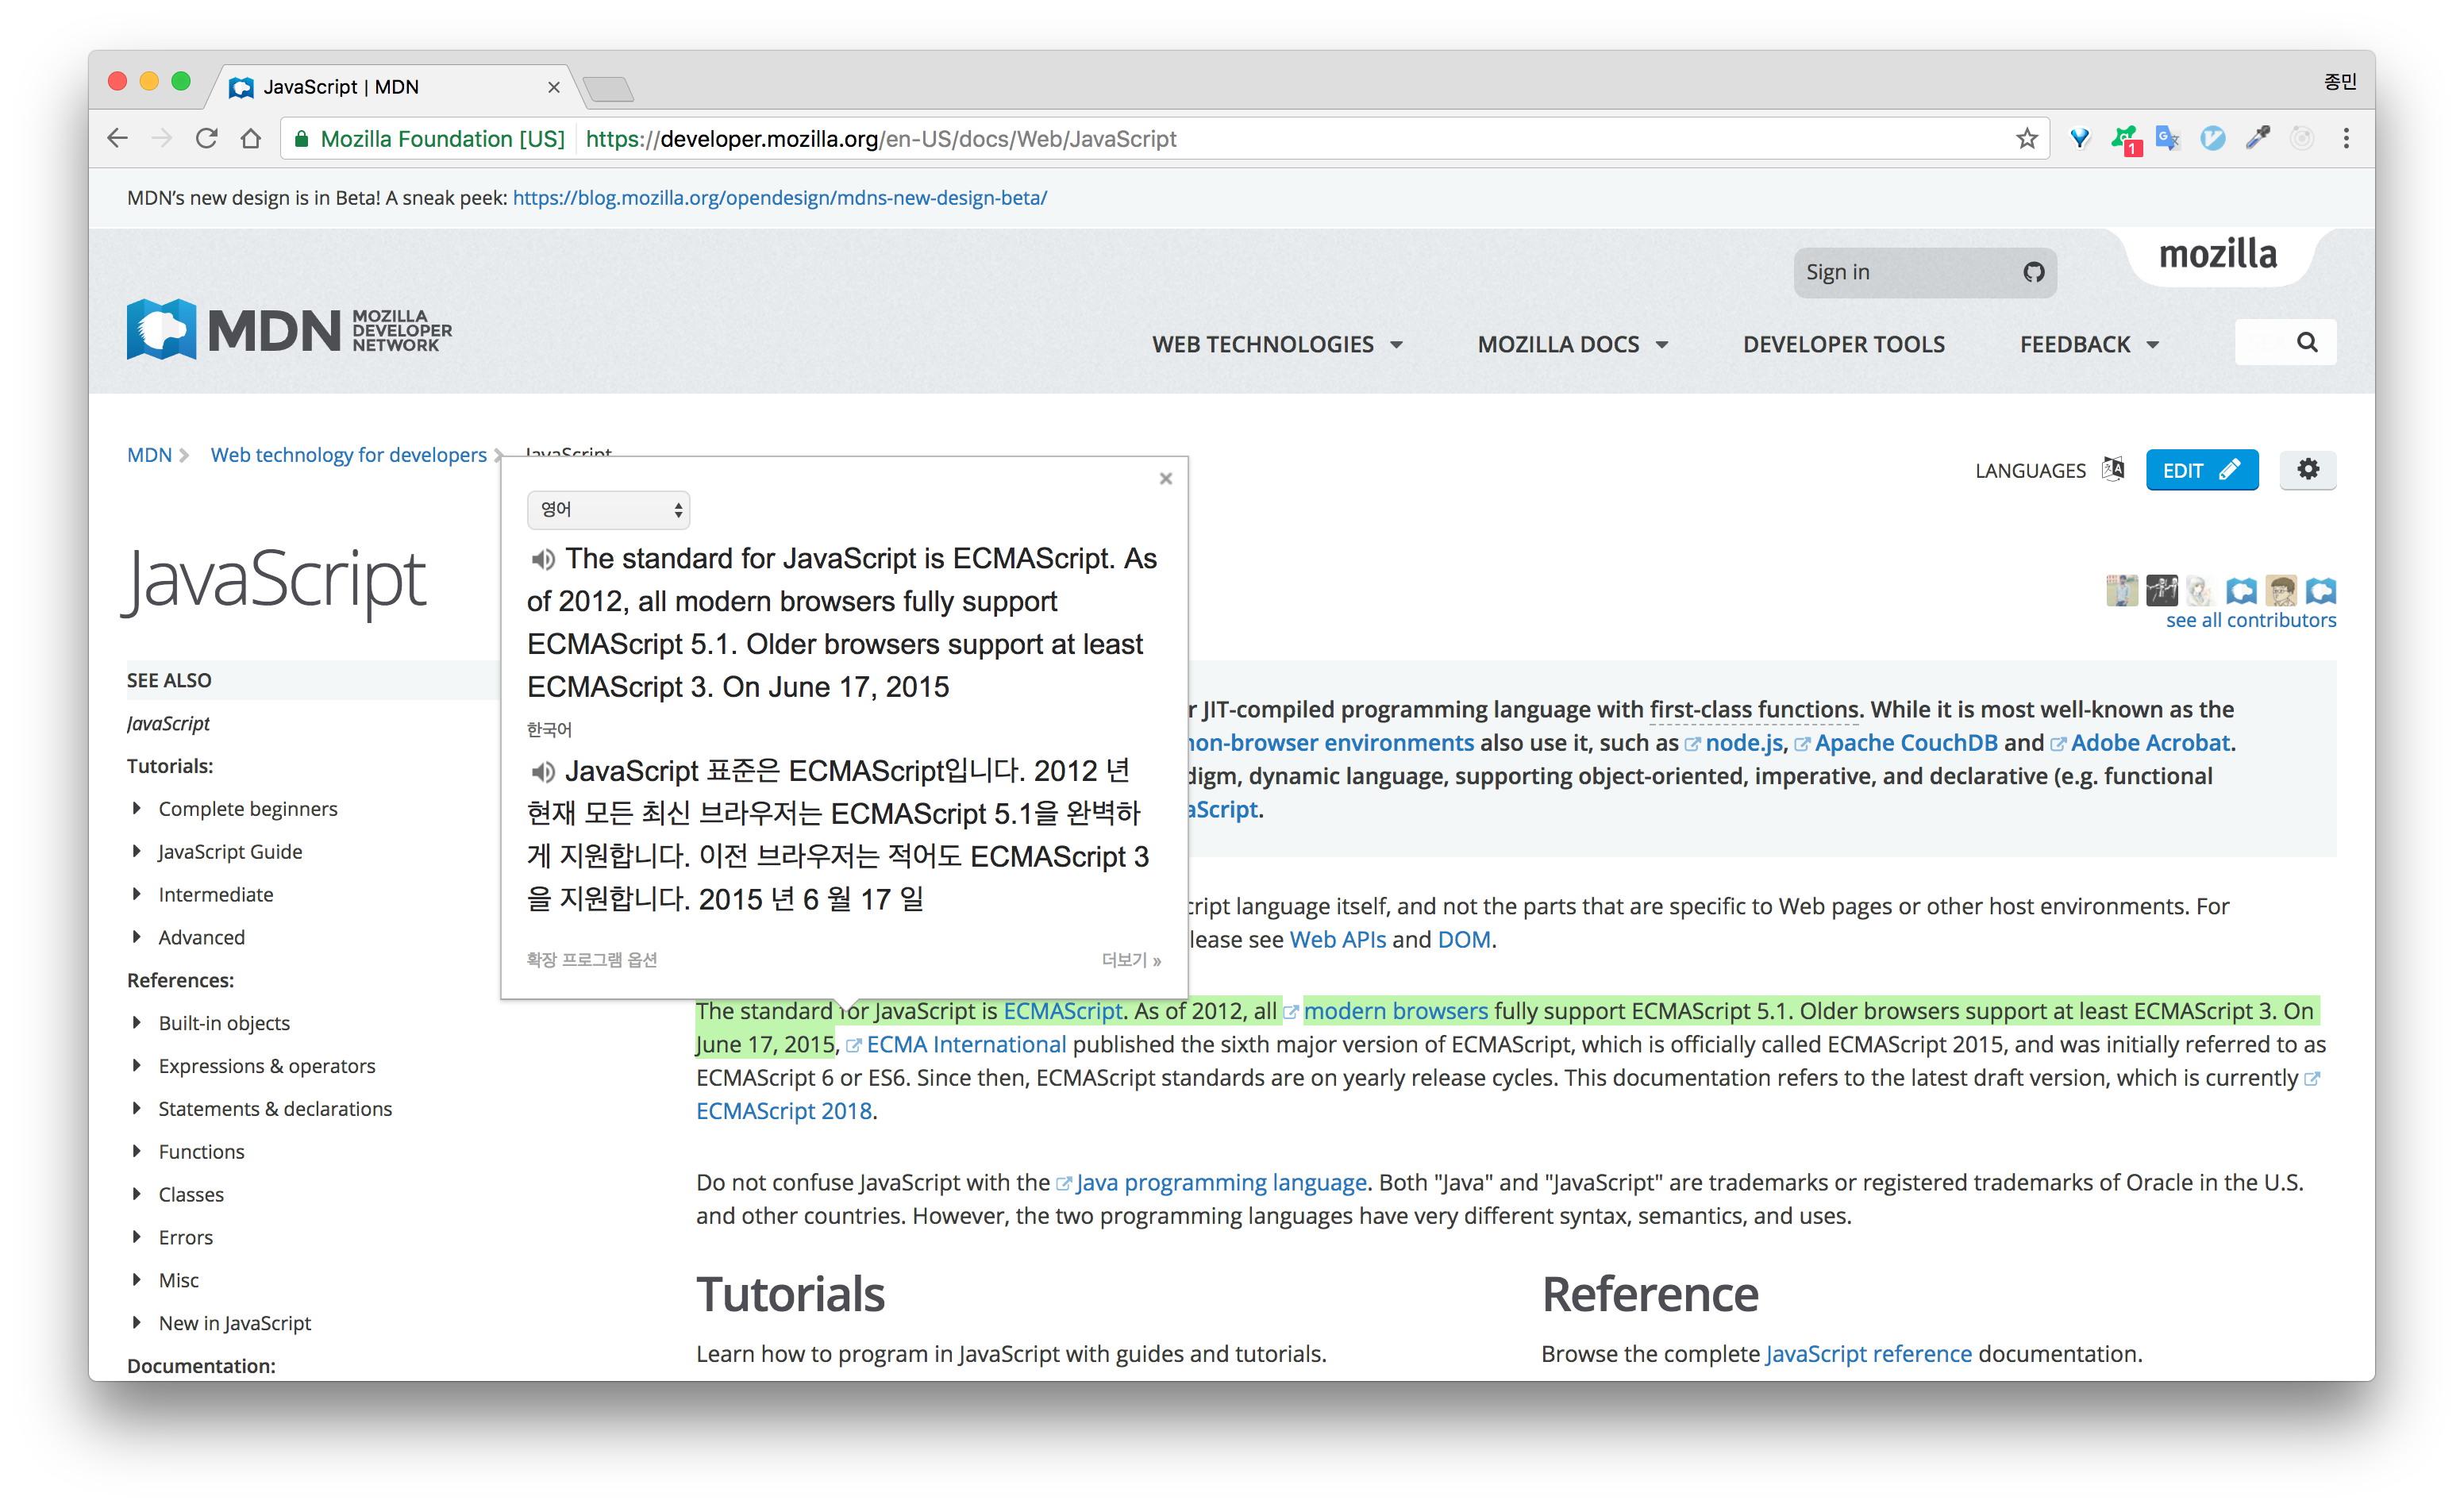 JavaScript | MDN
종민
Mozilla Foundation [US] https://developer.mozilla.org/en-US/docs/Web/JavaScript
1
MDN’s new design is in Beta! A sneak peek: https://blog.mozilla.org/opendesign/mdns-new-design-beta/
Sign in
mozilla
MDN MOZILLA
DEVELOPER
NETWORK
WEB TECHNOLOGIES MOZILLA DOCS DEVELOPER TOOLS FEEDBACK
MDN Web technology for developers JavaScript
LANGUAGES EDIT
JavaScript
see all contributors
영어
The standard for JavaScript is ECMAScript. As
of 2012, all modern browsers fully support
ECMAScript 5.1. Older browsers support at least
ECMAScript 3. On June 17, 2015
한국어
JavaScript 표준은 ECMAScript입니다. 2012 년
현재 모든 최신 브라우저는 ECMAScript 5.1을 완벽하
게 지원합니다. 이전 브라우저는 적어도 ECMAScript 3
을 지원합니다. 2015 년 6 월 17 일
확장 프로그램 옵션 더보기 »
SEE ALSO
JavaScript
Tutorials:
Complete beginners
JavaScript Guide
Intermediate
Advanced
References:
Built-in objects
Expressions & operators
Statements & declarations
Functions
Classes
Errors
Misc
New in JavaScript
Documentation:
r JIT-compiled programming language with first-class functions. While it is most well-known as the
non-browser environments also use it, such as node.js, Apache CouchDB and Adobe Acrobat.
digm, dynamic language, supporting object-oriented, imperative, and declarative (e.g. functional
aScript.
cript language itself, and not the parts that are specific to Web pages or other host environments. For
lease see Web APIs and DOM.
The standard for JavaScript is ECMAScript. As of 2012, all modern browsers fully support ECMAScript 5.1. Older browsers support at least ECMAScript 3. On
June 17, 2015, ECMA International published the sixth major version of ECMAScript, which is officially called ECMAScript 2015, and was initially referred to as
ECMAScript 6 or ES6. Since then, ECMAScript standards are on yearly release cycles. This documentation refers to the latest draft version, which is currently
ECMAScript 2018.
Do not confuse JavaScript with the Java programming language. Both "Java" and "JavaScript" are trademarks or registered trademarks of Oracle in the U.S.
and other countries. However, the two programming languages have very different syntax, semantics, and uses.
Tutorials
Learn how to program in JavaScript with guides and tutorials.
Reference
Browse the complete JavaScript reference documentation.